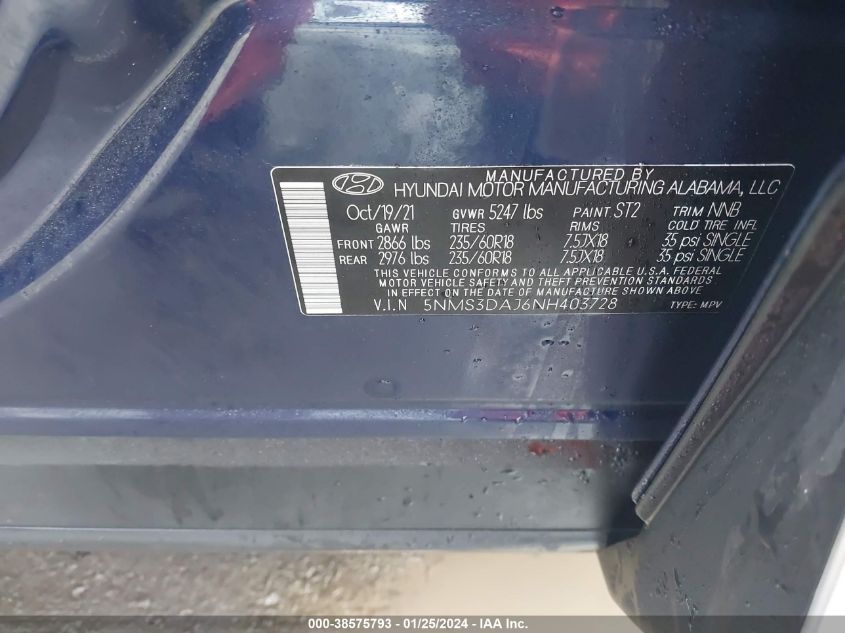 MANUFACTURED BY
HYUNDAI MOTOR MANUFACTURING ALABAMA, LLC
Oct/19/21 GVWR 5247 lbs PAINT ST2 TRIM NNB
GAWR TIRES RIMS COLD TIRE INFL
FRONT 2866 lbs 235/60R18 7.5JX18 35 psi SINGLE
REAR 2976 lbs 235/60R18 7.5JX18 35 psi SINGLE
THIS VEHICLE CONFORMS TO ALL APPLICABLE U.S.A. FEDERAL
MOTOR VEHICLE SAFETY AND THEFT PREVENTION STANDARDS
IN EFFECT ON THE DATE OF MANUFACTURE SHOWN ABOVE
V.I.N 5NMS3DAJ6NH403728 TYPE: MPV
000-38575793 - 01/25/2024 - IAA Inc.